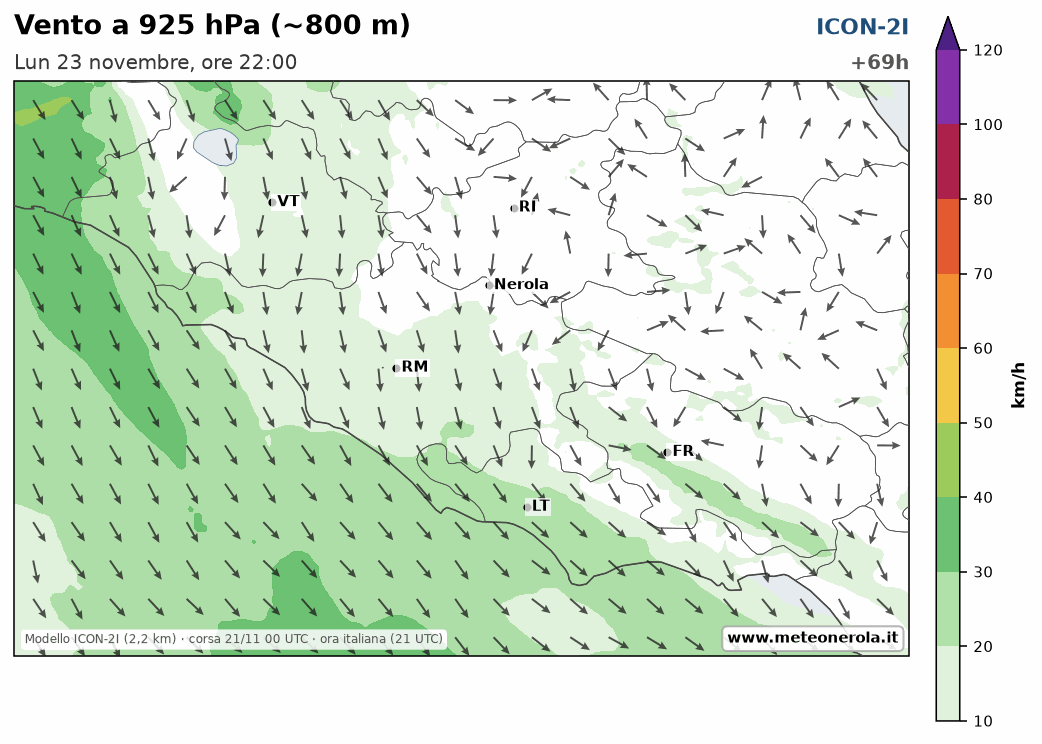 Vento a 925 hPa (~800 m)
ICON-2I
Lun 23 novembre, ore 22:00
+69h
VT
RI
Nerola
RM
FR
LT
Modello ICON-2I (2,2 km) · corsa 21/11 00 UTC · ora italiana (21 UTC)
www.meteonerola.it
120
100
80
70
60
50
40
30
20
10
km/h